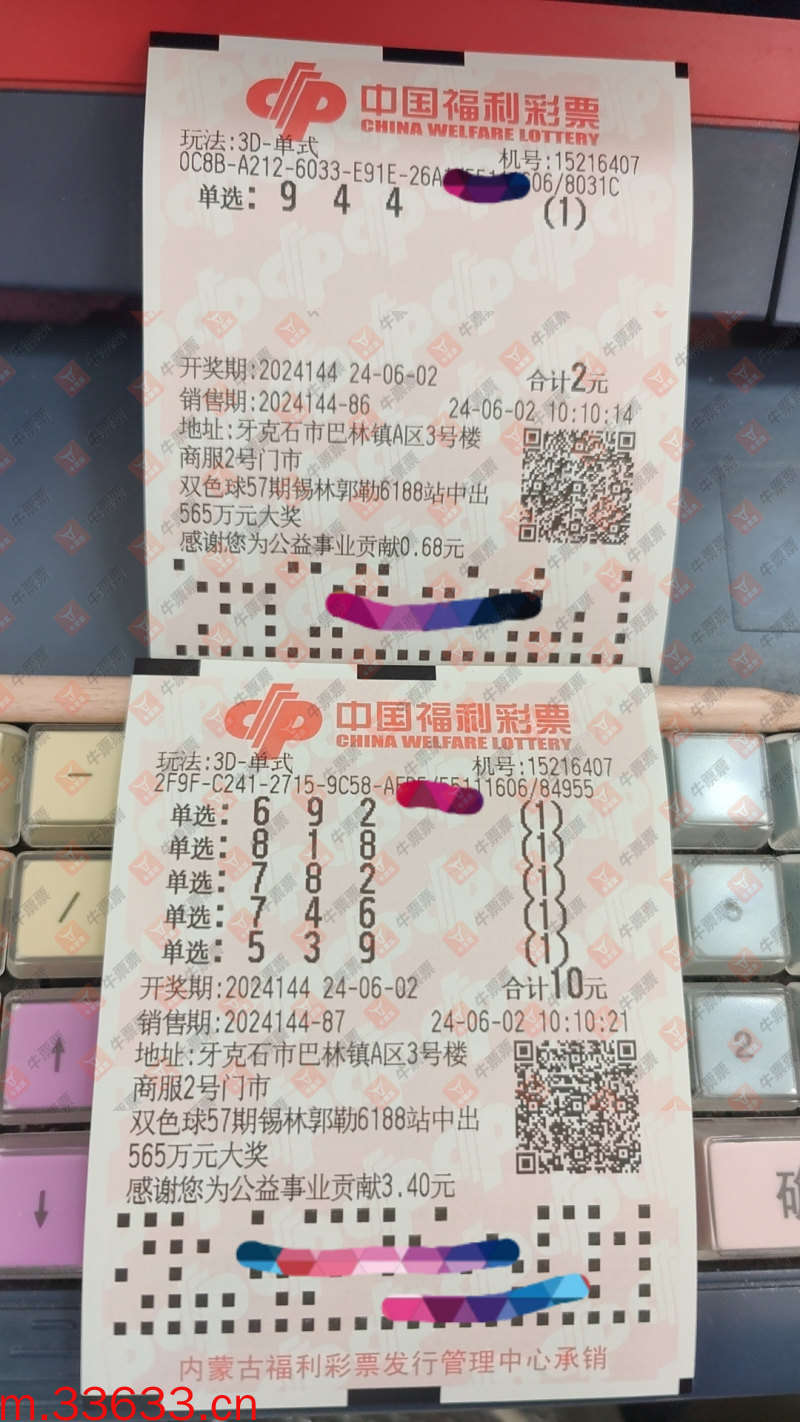 中国福利彩票
CHINA WELFARE LOTTERY
玩法:3D-单式
机号:15216407
0C8B-A212-6033-E91E-26A 606/8031C
单选: 9 4 4 (1)
开奖期:2024144 24-06-02 合计2元
销售期:2024144-86 24-06-02 10:10:14
地址:牙克石市巴林镇A区3号楼
商服2号门市
双色球57期锡林郭勒6188站中出
565万元大奖
感谢您为公益事业贡献0.68元
中国福利彩票
CHINA WELFARE LOTTERY
玩法:3D-单式
机号:15216407
2F9F-C241-2715-9C58- /55111606/84955
单选: 6 9 2 (1)
单选: 8 1 8 (1)
单选: 7 8 2 (1)
单选: 7 4 6 (1)
单选: 5 3 9 (1)
开奖期:2024144 24-06-02 合计10元
销售期:2024144-87 24-06-02 10:10:21
地址:牙克石市巴林镇A区3号楼
商服2号门市
双色球57期锡林郭勒6188站中出
565万元大奖
感谢您为公益事业贡献3.40元
内蒙古福利彩票发行管理中心承销
牛票票
－
/
↑
↓
2
m.33633.cn